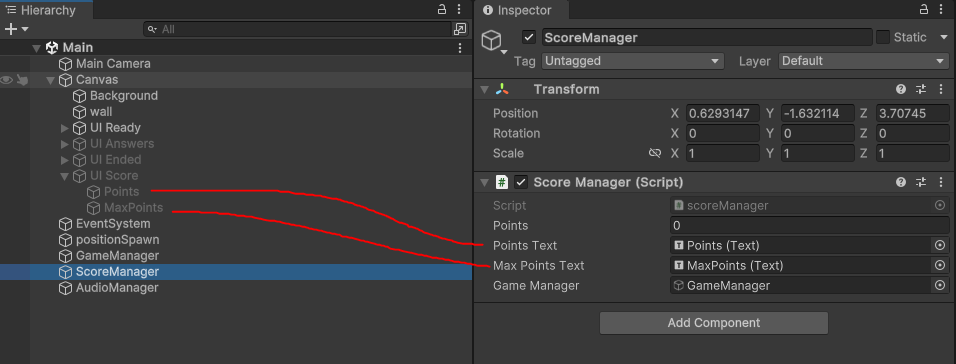 Hierarchy
All
Main
Main Camera
Canvas
Background
wall
UI Ready
UI Answers
UI Ended
UI Score
Points
MaxPoints
EventSystem
positionSpawn
GameManager
ScoreManager
AudioManager
Inspector
ScoreManager Static
Tag Untagged Layer Default
Transform
Position X 0.6293147 Y -1.632114 Z 3.70745
Rotation X 0 Y 0 Z 0
Scale X 1 Y 1 Z 1
# Score Manager (Script)
Script scoreManager
Points 0
Points Text Points (Text)
Max Points Text MaxPoints (Text)
Game Manager GameManager
Add Component